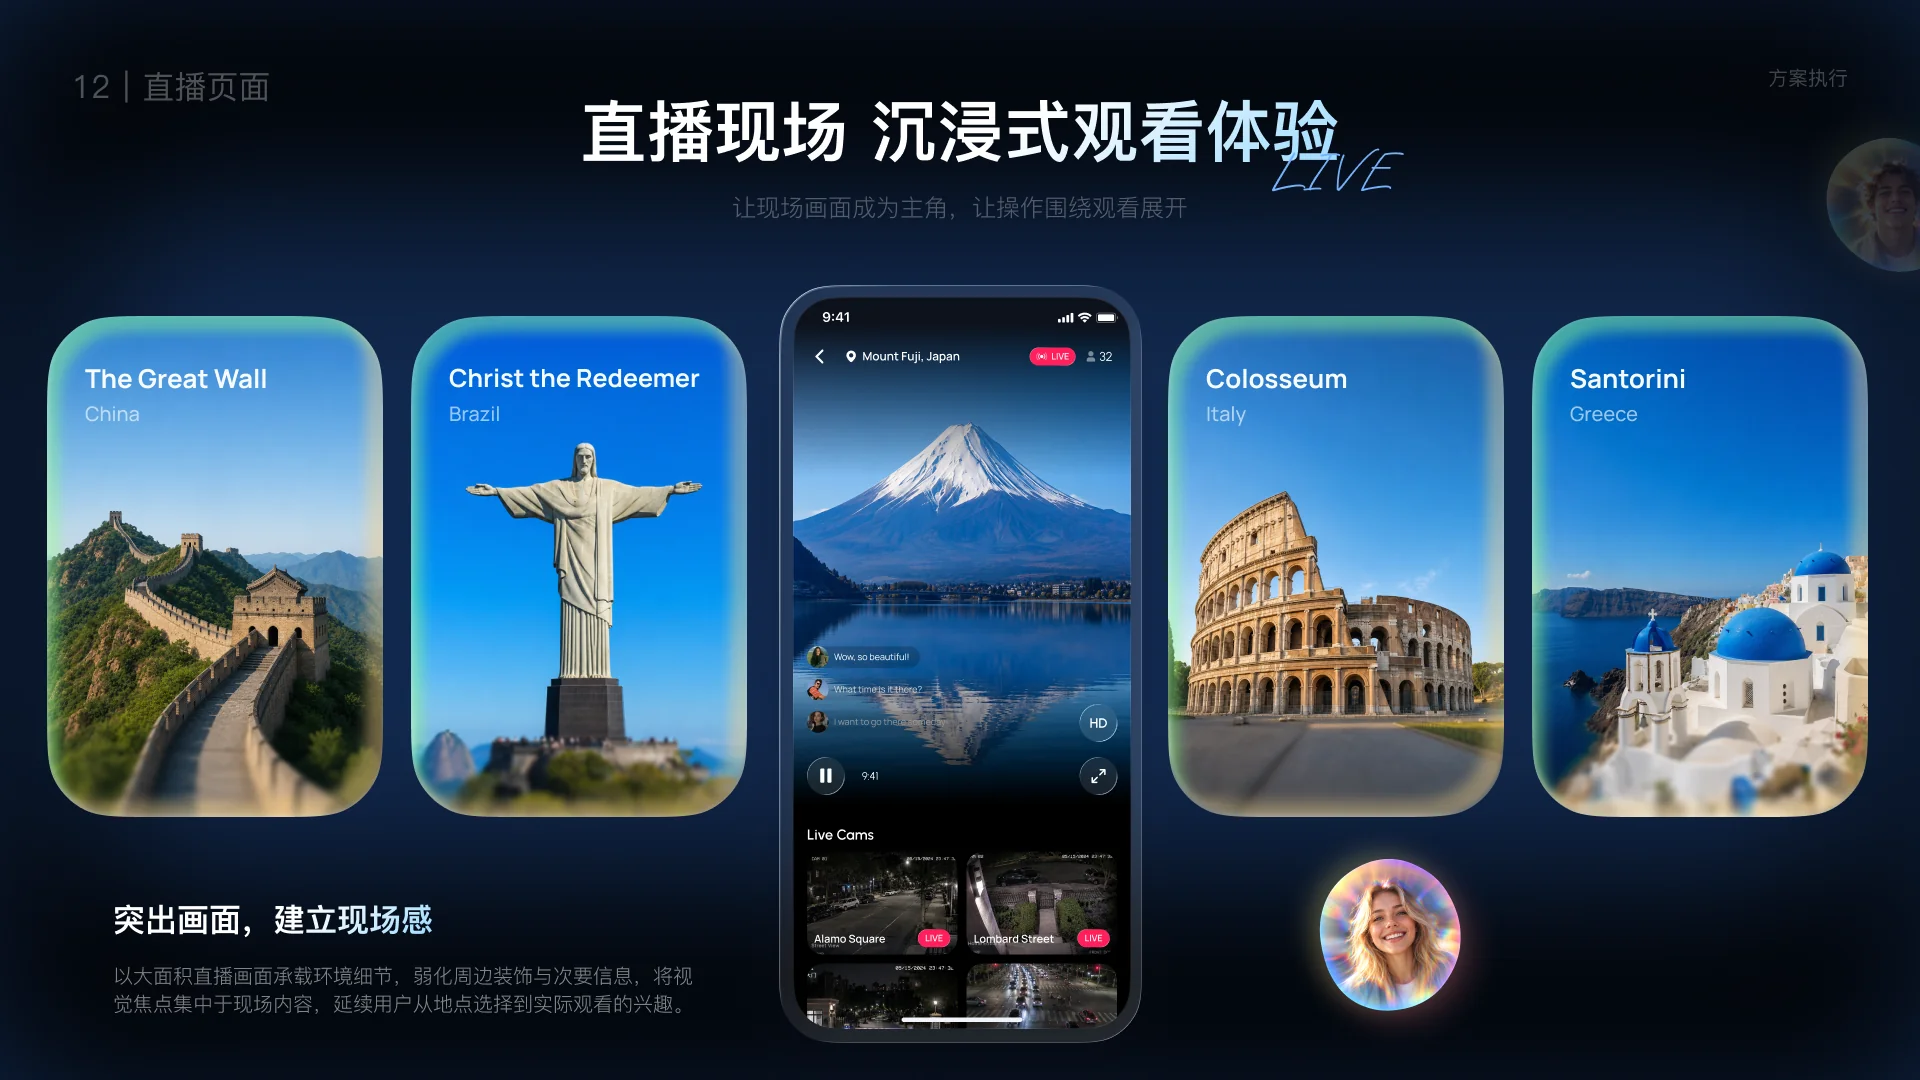 12 | 直播页面
方案执行
直播现场 沉浸式观看体验
LIVE
让现场画面成为主角，让操作围绕观看展开
The Great Wall
China
Christ the Redeemer
Brazil
9:41
Mount Fuji, Japan
LIVE
32
Wow, so beautiful!
What time is it there?
I want to go there someday
HD
9:41
Live Cams
Alamo Square
LIVE
Lombard Street
LIVE
Colosseum
Italy
Santorini
Greece
突出画面，建立现场感
以大面积直播画面承载环境细节，弱化周边装饰与次要信息，将视
觉焦点集中于现场内容，延续用户从地点选择到实际观看的兴趣。